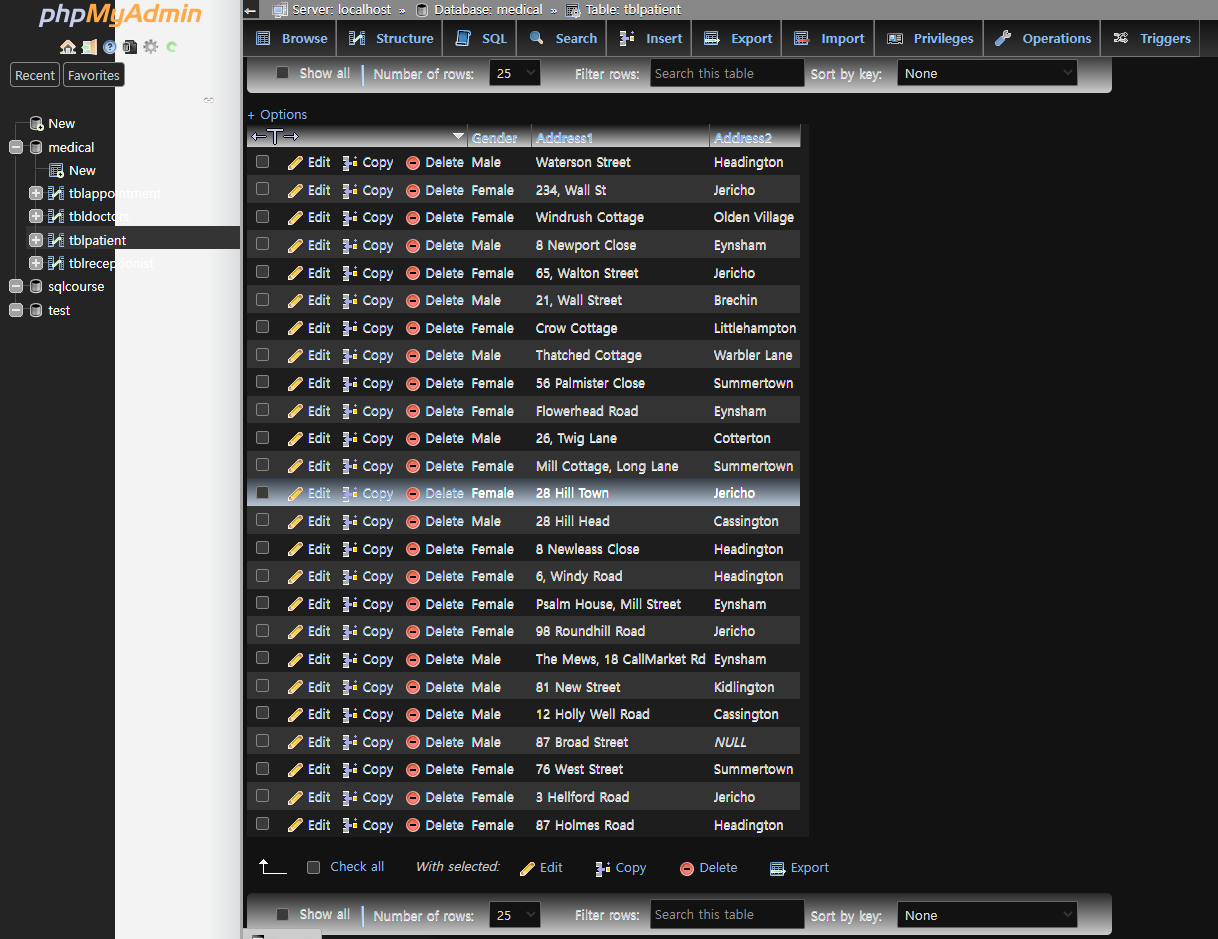 phpMyAdmin
Recent Favorites
New
medical
New
tblappointment
tbldoctors
tblpatient
tblreceptionist
sqlcourse
test
Server: localhost » Database: medical » Table: tblpatient
Browse Structure SQL Search Insert Export Import Privileges Operations Triggers
Show all Number of rows: 25 Filter rows: Search this table Sort by key: None
+ Options
←T→ Gender Address1 Address2
Edit Copy Delete Male Waterson Street Headington
Edit Copy Delete Female 234, Wall St Jericho
Edit Copy Delete Female Windrush Cottage Olden Village
Edit Copy Delete Male 8 Newport Close Eynsham
Edit Copy Delete Female 65, Walton Street Jericho
Edit Copy Delete Male 21, Wall Street Brechin
Edit Copy Delete Female Crow Cottage Littlehampton
Edit Copy Delete Male Thatched Cottage Warbler Lane
Edit Copy Delete Female 56 Palmister Close Summertown
Edit Copy Delete Female Flowerhead Road Eynsham
Edit Copy Delete Male 26, Twig Lane Cotterton
Edit Copy Delete Female Mill Cottage, Long Lane Summertown
Edit Copy Delete Female 28 Hill Town Jericho
Edit Copy Delete Male 28 Hill Head Cassington
Edit Copy Delete Female 8 Newleass Close Headington
Edit Copy Delete Female 6, Windy Road Headington
Edit Copy Delete Female Psalm House, Mill Street Eynsham
Edit Copy Delete Female 98 Roundhill Road Jericho
Edit Copy Delete Male The Mews, 18 CallMarket Rd Eynsham
Edit Copy Delete Male 81 New Street Kidlington
Edit Copy Delete Male 12 Holly Well Road Cassington
Edit Copy Delete Male 87 Broad Street NULL
Edit Copy Delete Female 76 West Street Summertown
Edit Copy Delete Female 3 Hellford Road Jericho
Edit Copy Delete Female 87 Holmes Road Headington
Check all With selected: Edit Copy Delete Export
Show all Number of rows: 25 Filter rows: Search this table Sort by key: None